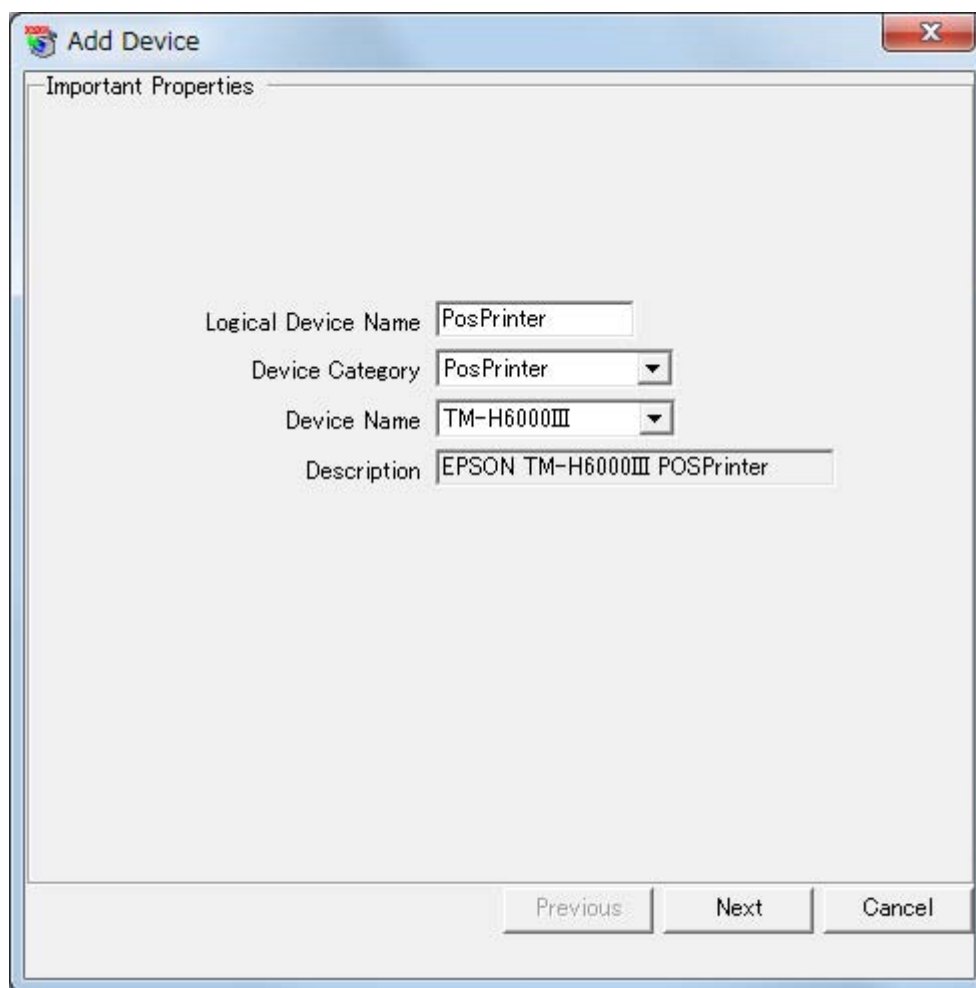 Add Device
Important Properties
Logical Device Name PosPrinter
Device Category PosPrinter
Device Name TM-H6000Ⅲ
Description EPSON TM-H6000Ⅲ POSPrinter
Previous Next Cancel